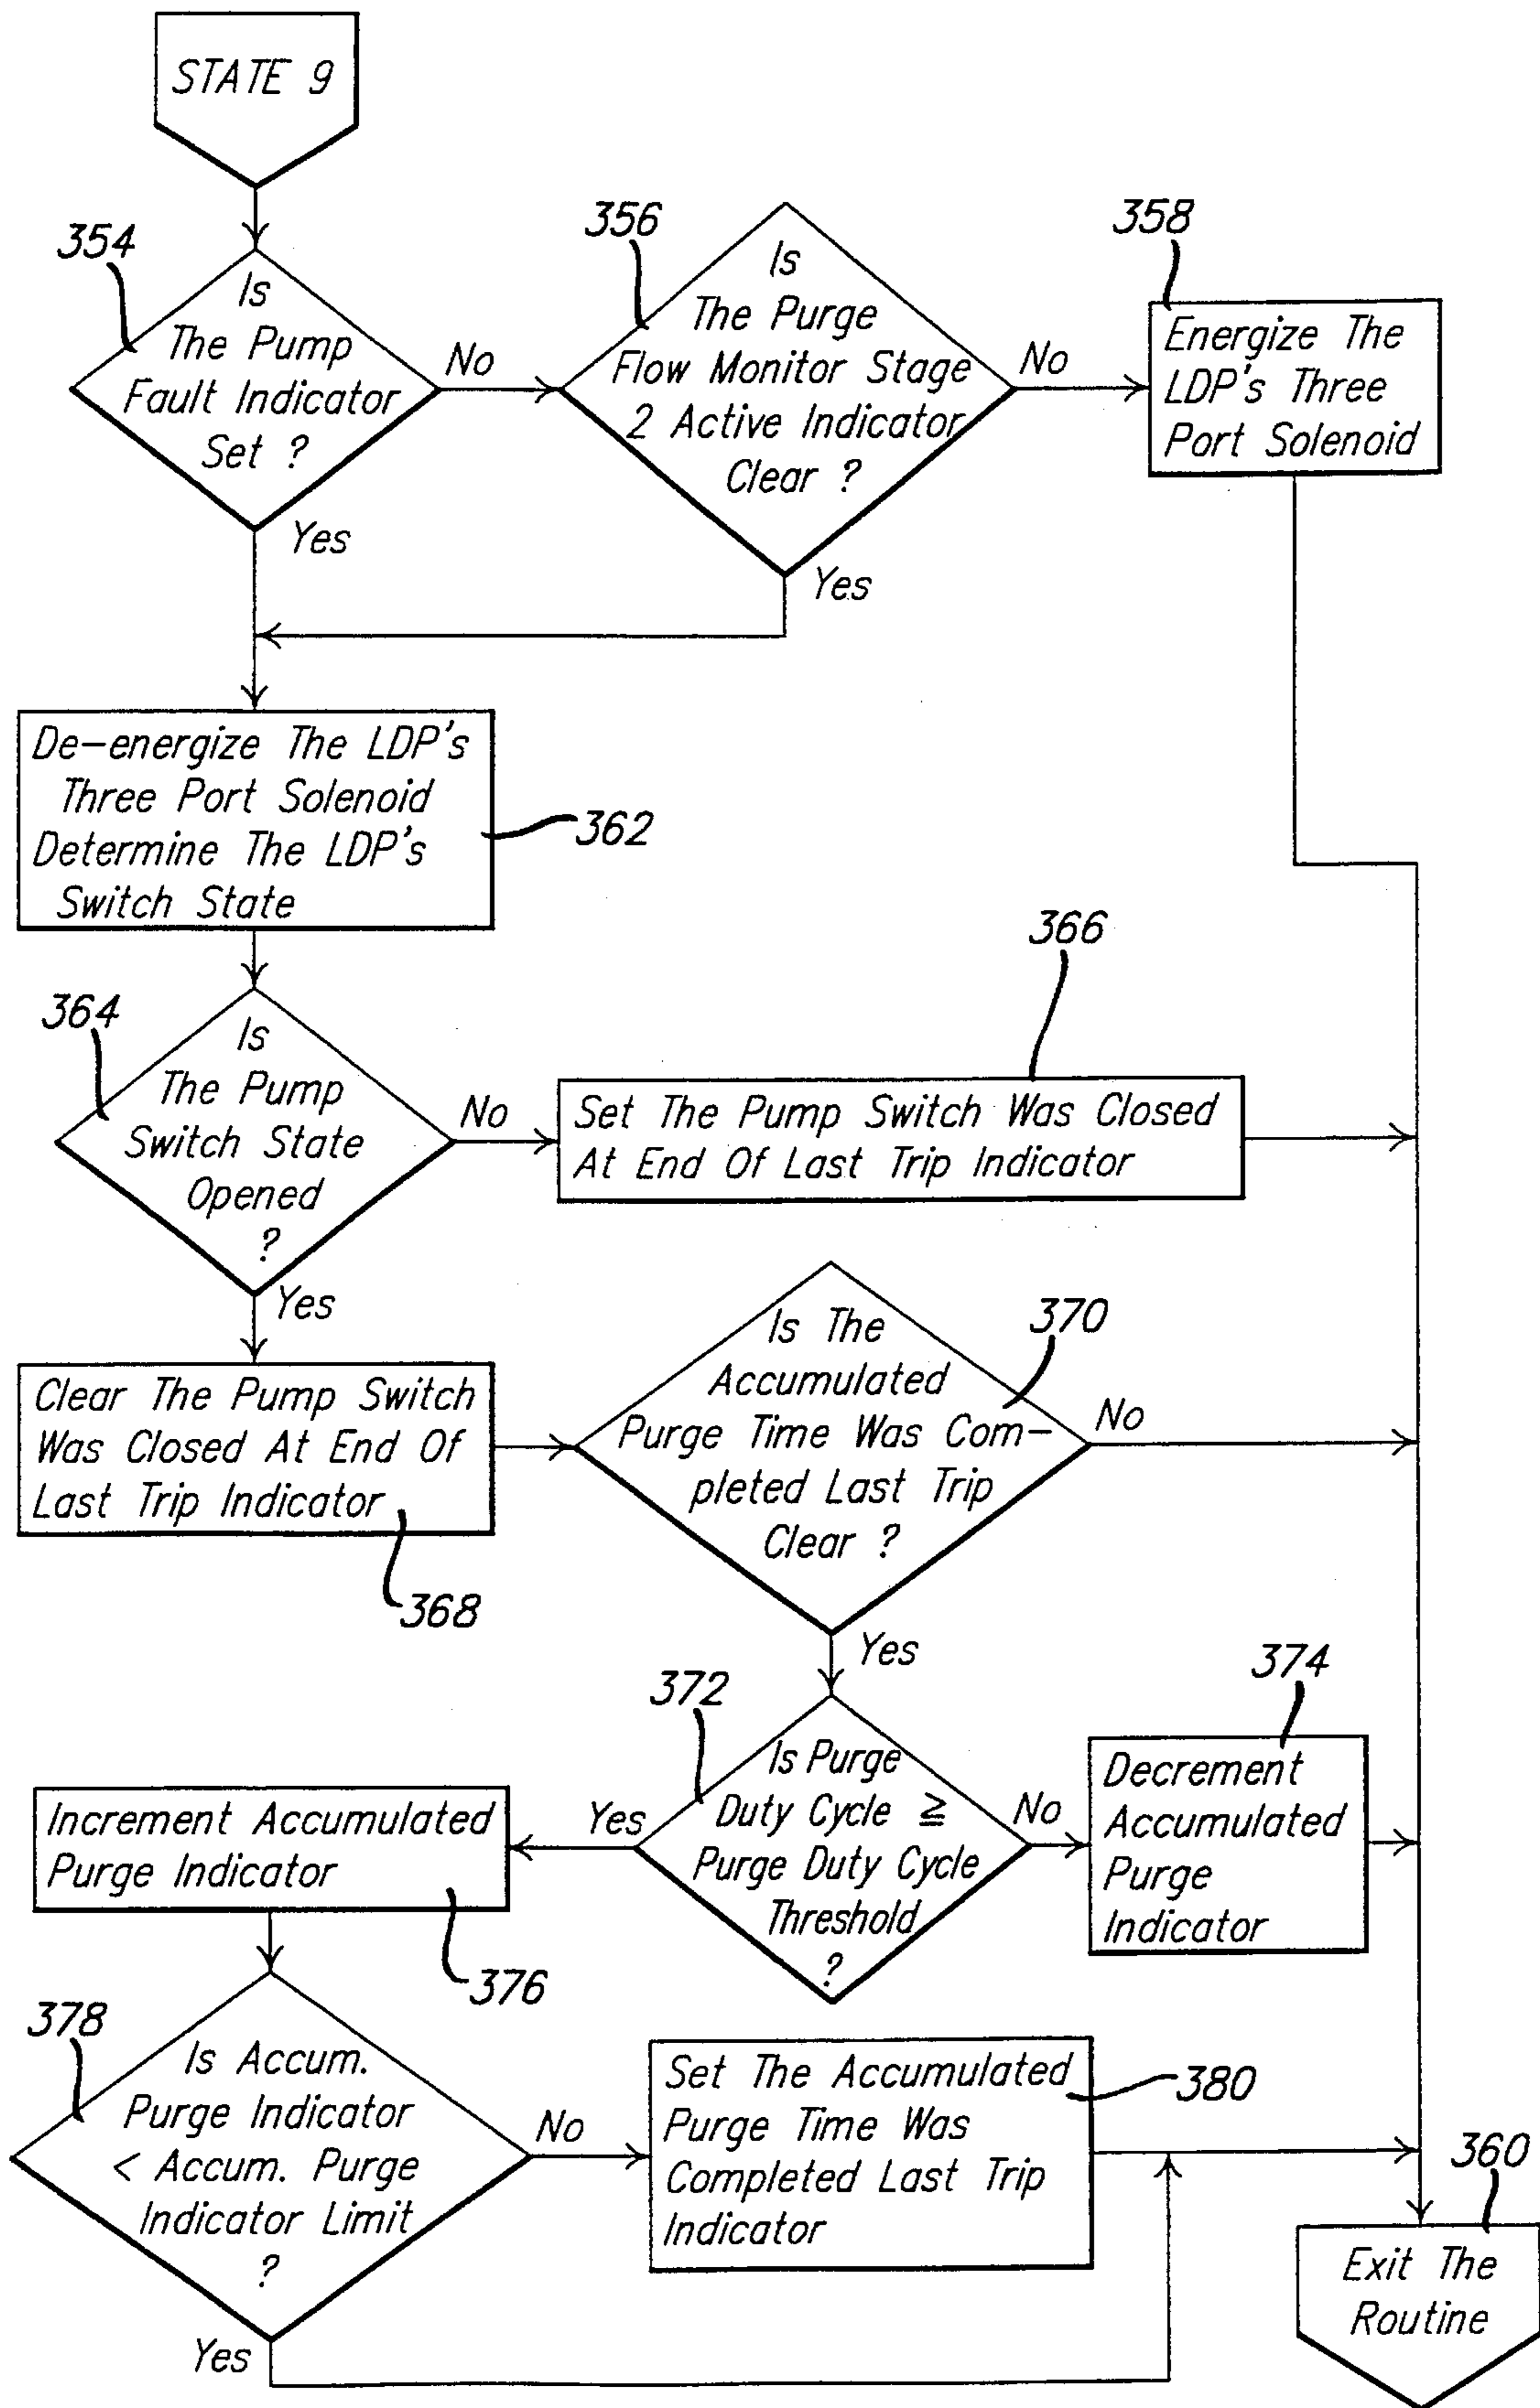 STATE 9
354
Is
The Pump
Fault Indicator
Set ?
No
Yes
356
Is
The Purge
Flow Monitor Stage
2 Active Indicator
Clear ?
No
Yes
358
Energize The
LDP's Three
Port Solenoid
De-energize The LDP's
Three Port Solenoid
Determine The LDP's
Switch State
362
364
Is
The Pump
Switch State
Opened
?
No
Yes
366
Set The Pump Switch Was Closed
At End Of Last Trip Indicator
Clear The Pump Switch
Was Closed At End Of
Last Trip Indicator
368
370
Is The
Accumulated
Purge Time Was Com-
pleted Last Trip
Clear ?
No
Yes
372
Is Purge
Duty Cycle ≧
Purge Duty Cycle
Threshold
?
Yes
No
374
Decrement
Accumulated
Purge
Indicator
Increment Accumulated
Purge Indicator
376
378
Is Accum.
Purge Indicator
< Accum. Purge
Indicator Limit
?
No
Yes
Set The Accumulated
Purge Time Was
Completed Last Trip
Indicator
380
360
Exit The
Routine